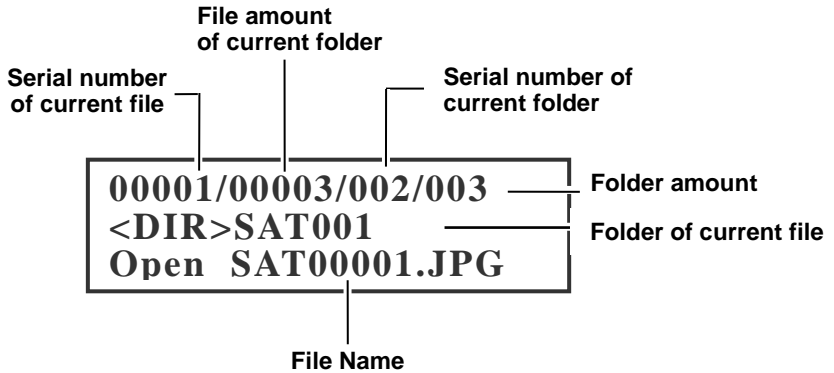 File amount
of current folder
Serial number
of current file
Serial number of
current folder
00001/00003/002/003
Folder amount
<DIR>SAT001
Folder of current file
Open SAT00001.JPG
File Name